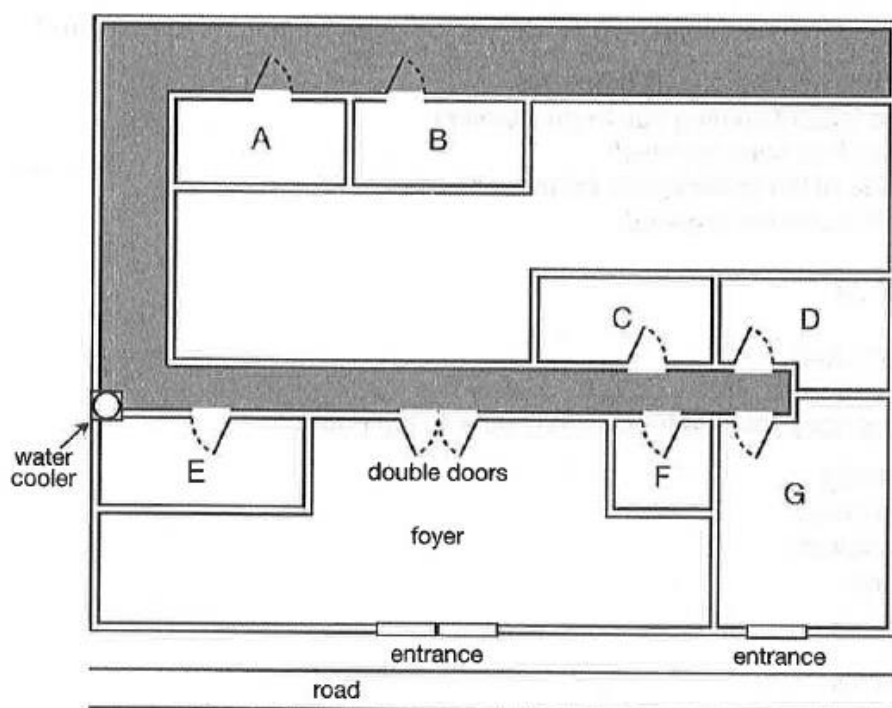 A
B
C
D
water
cooler
E
double doors
F
G
foyer
entrance
entrance
road